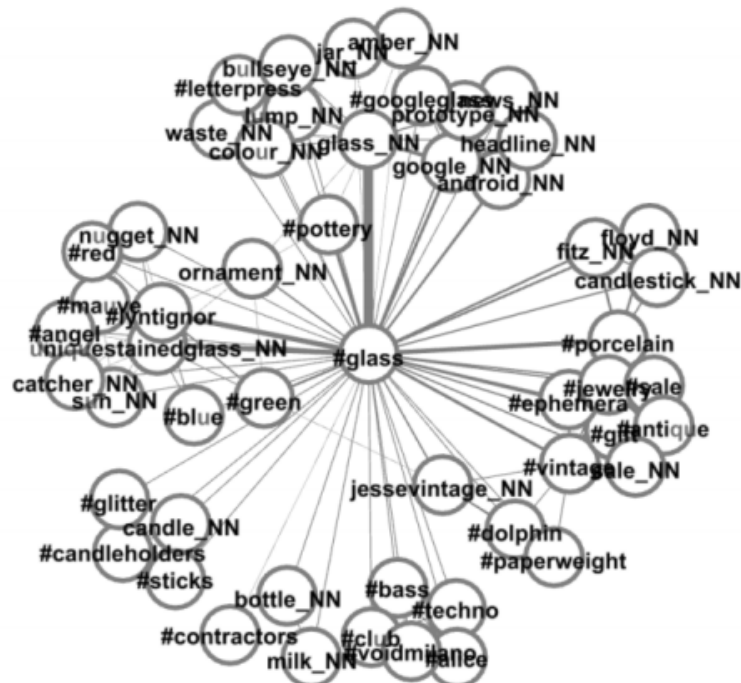 amber_NN
jar_NN
bullseye_NN
#letterpress
#googleglass
news_NN
lump_NN
prototype_NN
waste_NN
glass_NN
headline_NN
colour_NN
google_NN
android_NN
#pottery
nugget_NN
floyd_NN
#red
fitz_NN
ornament_NN
candlestick_NN
#mauve
#lyntignor
#angel
#porcelain
uniquestainedglass_NN
#glass
catcher_NN
#jewelry
#sale
sun_NN
#green
#ephemera
#blue
#gift
#antique
#vintage
sale_NN
jessevintage_NN
#glitter
candle_NN
#dolphin
#candleholders
#paperweight
#sticks
bottle_NN
#bass
#techno
#contractors
#club
#voidmilano
milk_NN
#alice